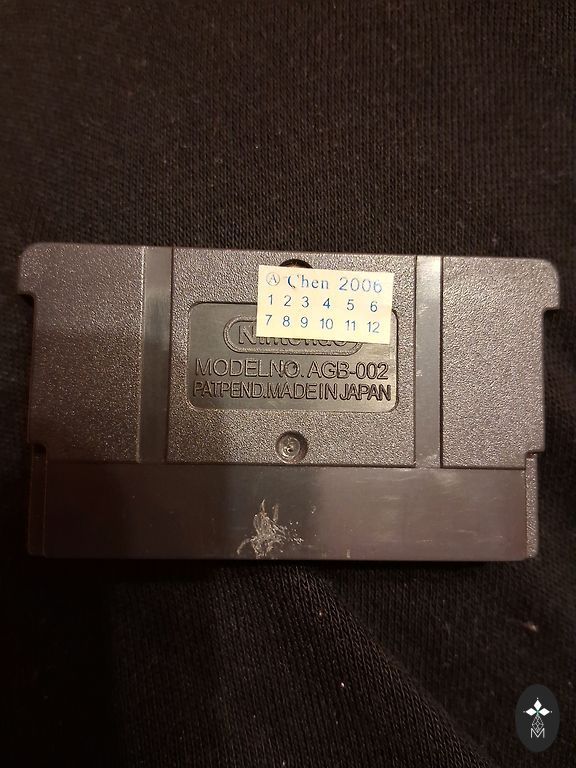 Ⓐ Chen 2006
1 2 3 4 5 6
7 8 9 10 11 12
Nintendo
MODEL NO. AGB-002
PAT.PEND.MADE IN JAPAN
M